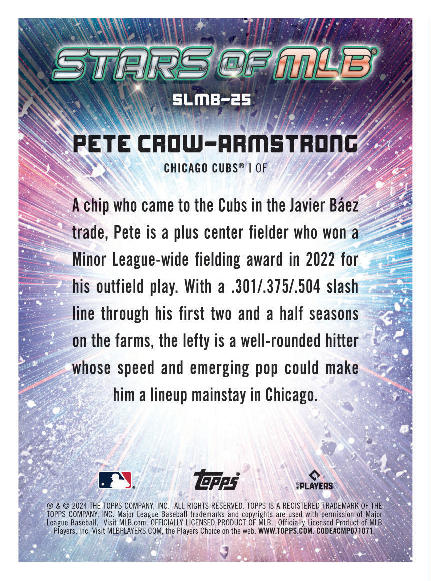 STARS OF MLB®
SLMB-25
PETE CROW-ARMSTRONG
CHICAGO CUBS® | OF
A chip who came to the Cubs in the Javier Báez
trade, Pete is a plus center fielder who won a
Minor League-wide fielding award in 2022 for
his outfield play. With a .301/.375/.504 slash
line through his first two and a half seasons
on the farms, the lefty is a well-rounded hitter
whose speed and emerging pop could make
him a lineup mainstay in Chicago.
Topps
PLAYERS
® & © 2024 THE TOPPS COMPANY, INC. ALL RIGHTS RESERVED. TOPPS IS A REGISTERED TRADEMARK OF THE
TOPPS COMPANY, INC. Major League Baseball trademarks and copyrights are used with permission of Major
League Baseball. Visit MLB.com. OFFICIALLY LICENSED PRODUCT OF MLB Officially Licensed Product of MLB
Players, Inc. Visit MLBPLAYERS.COM, the Players Choice on the web. WWW.TOPPS.COM. CODE#CMP071071